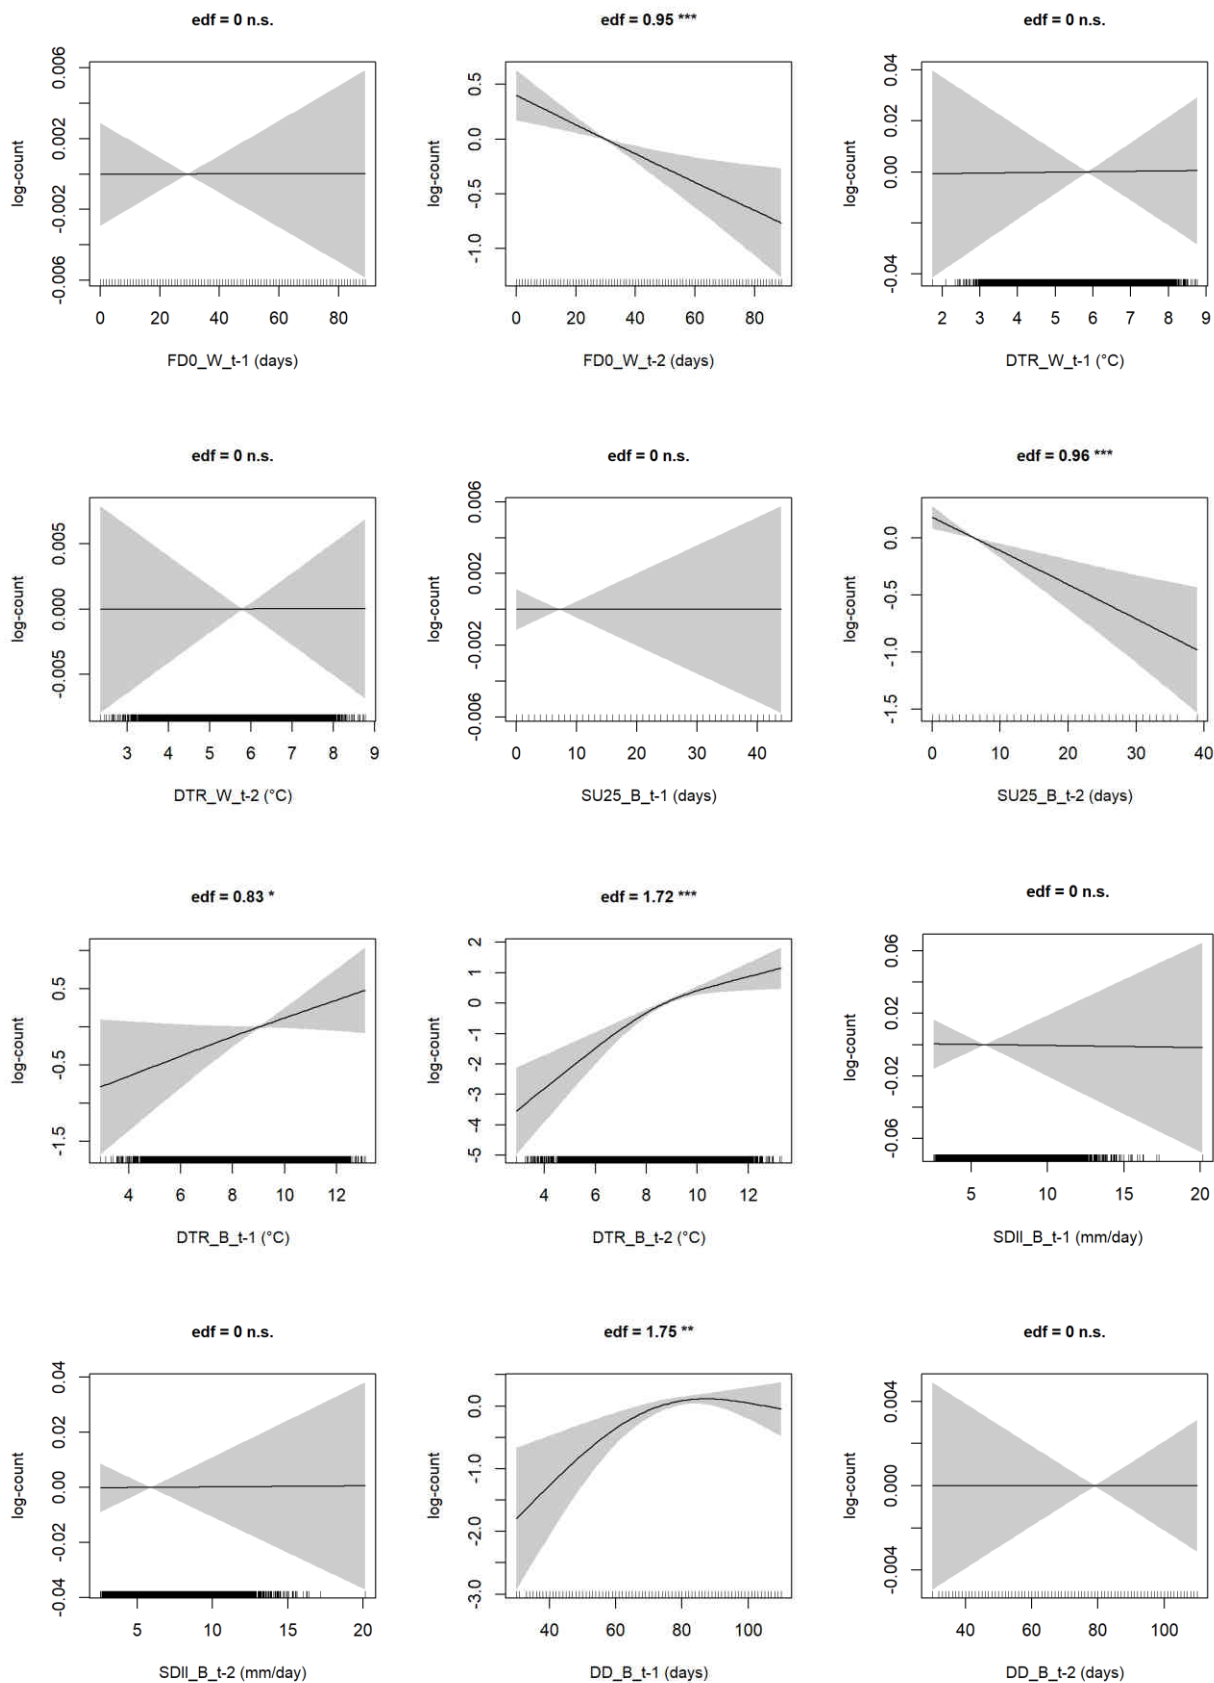 edf = 0 n.s.
log-count
0.006
0.002
-0.002
-0.006
0 20 40 60 80
FD0_W_t-1 (days)
edf = 0.95 ***
log-count
0.5
0.0
-0.5
-1.0
0 20 40 60 80
FD0_W_t-2 (days)
edf = 0 n.s.
log-count
0.04
0.02
0.00
-0.04
2 3 4 5 6 7 8 9
DTR_W_t-1 (°C)
edf = 0 n.s.
log-count
0.005
0.000
-0.005
3 4 5 6 7 8 9
DTR_W_t-2 (°C)
edf = 0 n.s.
log-count
0.006
0.002
-0.002
-0.006
0 10 20 30 40
SU25_B_t-1 (days)
edf = 0.96 ***
log-count
0.0
-0.5
-1.0
-1.5
0 10 20 30 40
SU25_B_t-2 (days)
edf = 0.83 *
log-count
0.5
-0.5
-1.5
4 6 8 10 12
DTR_B_t-1 (°C)
edf = 1.72 ***
log-count
2
1
0
-1
-2
-3
-4
-5
4 6 8 10 12
DTR_B_t-2 (°C)
edf = 0 n.s.
log-count
0.06
0.02
-0.02
-0.06
5 10 15 20
SDII_B_t-1 (mm/day)
edf = 0 n.s.
log-count
0.04
0.02
0.00
-0.02
-0.04
5 10 15 20
SDII_B_t-2 (mm/day)
edf = 1.75 **
log-count
0.0
-1.0
-2.0
-3.0
40 60 80 100
DD_B_t-1 (days)
edf = 0 n.s.
log-count
0.004
0.000
-0.004
40 60 80 100
DD_B_t-2 (days)